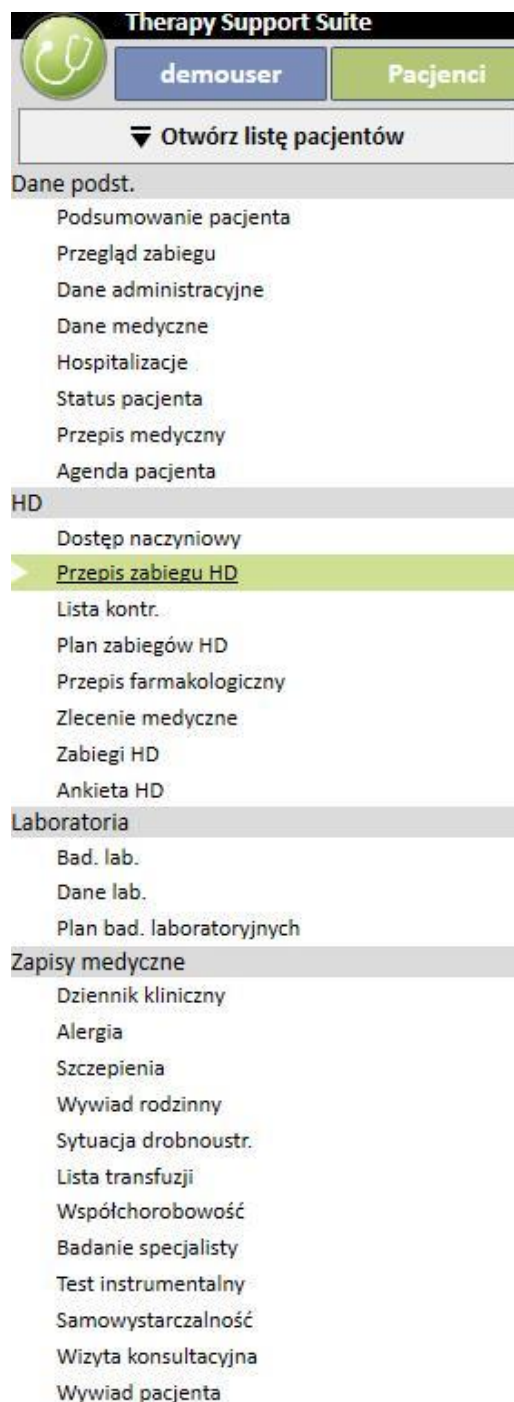 Therapy Support Suite
demouser
Pacjenci
Otwórz listę pacjentów
Dane podst.
Podsumowanie pacjenta
Przegląd zabiegu
Dane administracyjne
Dane medyczne
Hospitalizacje
Status pacjenta
Przepis medyczny
Agenda pacjenta
HD
Dostęp naczyniowy
Przepis zabiegu HD
Lista kontr.
Plan zabiegów HD
Przepis farmakologiczny
Zlecenie medyczne
Zabiegi HD
Ankieta HD
Laboratoria
Bad. lab.
Dane lab.
Plan bad. laboratoryjnych
Zapisy medyczne
Dziennik kliniczny
Alergia
Szczepienia
Wywiad rodzinny
Sytuacja drobnoustr.
Lista transfuzji
Współchorobowość
Badanie specjalisty
Test instrumentalny
Samowystarczalność
Wizyta konsultacyjna
Wywiad pacjenta